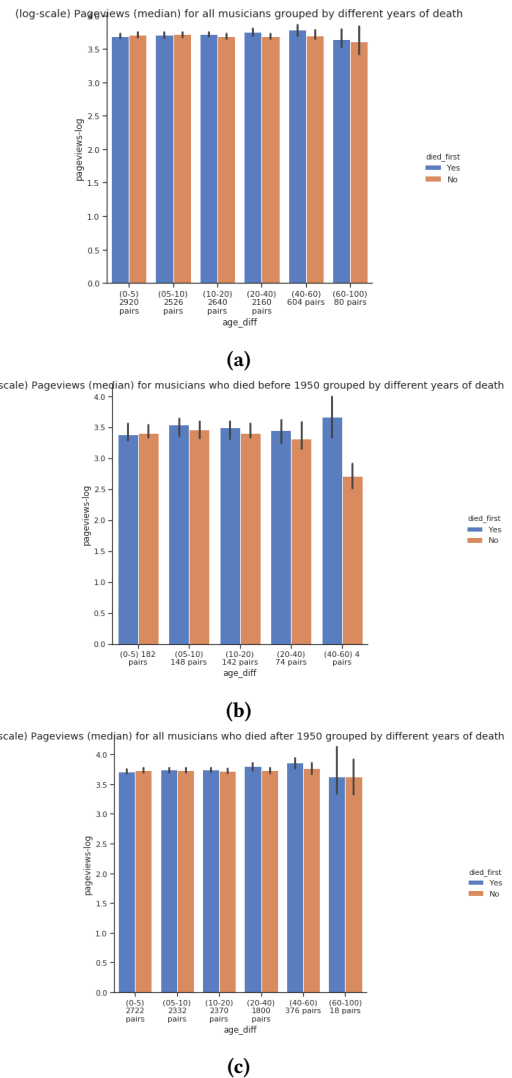 (log-scale) Pageviews (median) for all musicians grouped by different years of death
4.0
3.5
3.0
2.5
2.0
1.5
1.0
0.5
0.0
pageviews-log
died_first
Yes
No
(0-5) (05-10) (10-20) (20-40) (40-60) (60-100)
2920 2526 2640 2160 604 pairs 80 pairs
pairs pairs pairs pairs
age_diff
(a)
scale) Pageviews (median) for musicians who died before 1950 grouped by different years of death
4.0
3.5
3.0
2.5
2.0
1.5
1.0
0.5
0.0
pageviews-log
died_first
Yes
No
(0-5) 182 (05-10) (10-20) (20-40) (40-60) 4
pairs 148 pairs 142 pairs 74 pairs pairs
age_diff
(b)
scale) Pageviews (median) for all musicians who died after 1950 grouped by different years of death
4.0
3.5
3.0
2.5
2.0
1.5
1.0
0.5
0.0
pageviews-log
died_first
Yes
No
(0-5) (05-10) (10-20) (20-40) (40-60) (60-100)
2722 2332 2370 1800 376 pairs 18 pairs
pairs pairs pairs pairs
age_diff
(c)